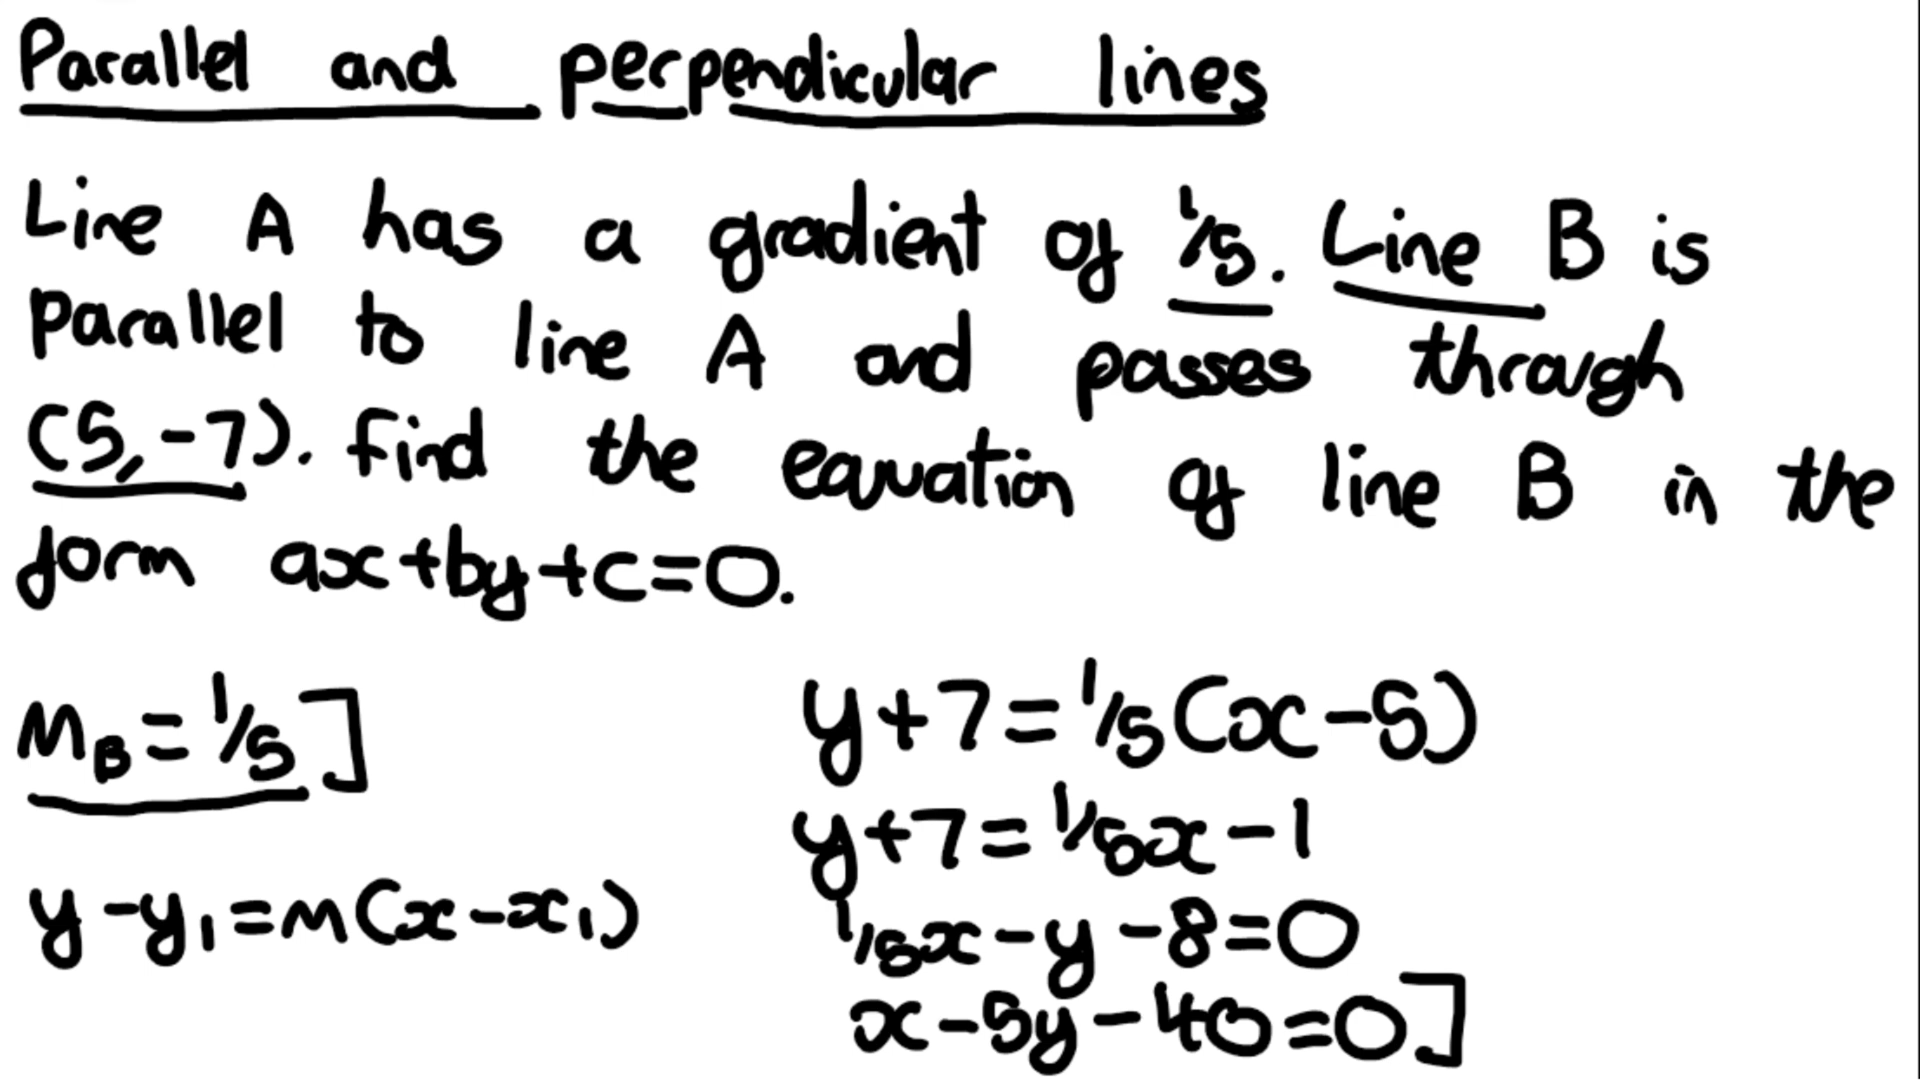 Parallel and perpendicular lines
Line A has a gradient of 1/5. Line B is
parallel to line A and passes through
(5,-7). Find the equation of line B in the
form ax+by+c=0.
MB=1/5]
y-y1=m(x-x1)
y+7=1/5(x-5)
y+7=1/5x-1
1/5x-y-8=0
x-5y-40=0]